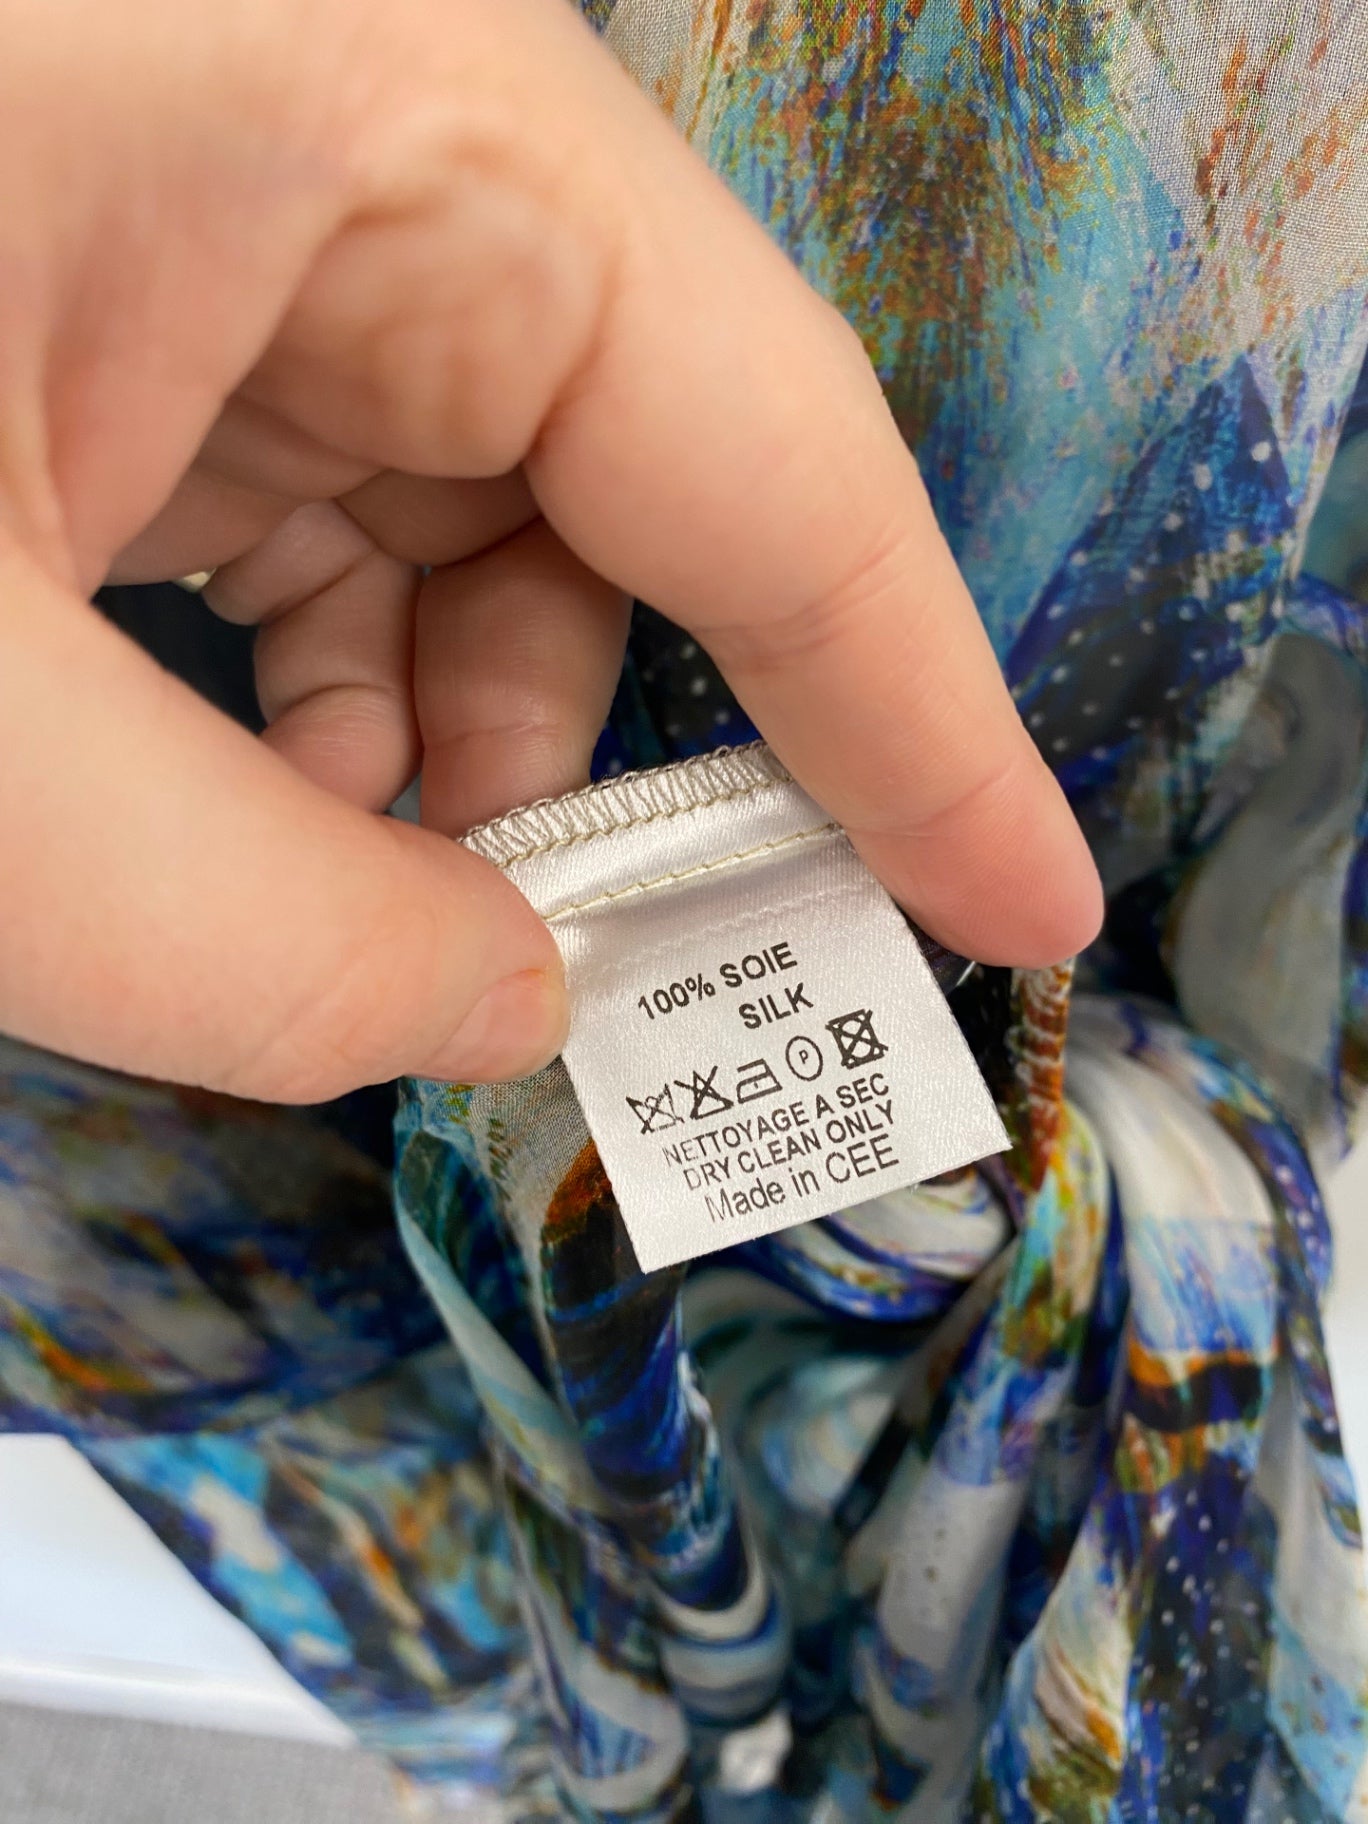 100% SOIE
SILK
P
NETTOYAGE A SEC
DRY CLEAN ONLY
Made in CEE